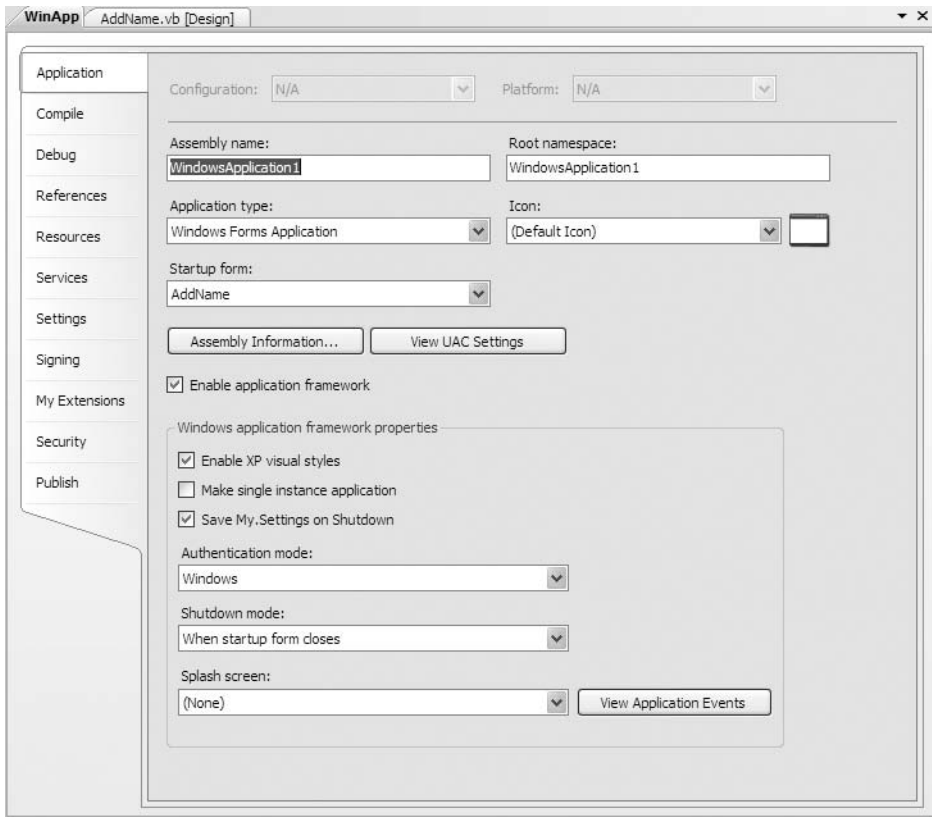 WinApp AddName.vb [Design]
Application
Compile
Debug
References
Resources
Services
Settings
Signing
My Extensions
Security
Publish
Configuration: N/A Platform: N/A
Assembly name: Root namespace:
WindowsApplication1 WindowsApplication1
Application type: Icon:
Windows Forms Application (Default Icon)
Startup form:
AddName
Assembly Information... View UAC Settings
Enable application framework
Windows application framework properties
Enable XP visual styles
Make single instance application
Save My.Settings on Shutdown
Authentication mode:
Windows
Shutdown mode:
When startup form closes
Splash screen:
(None) View Application Events